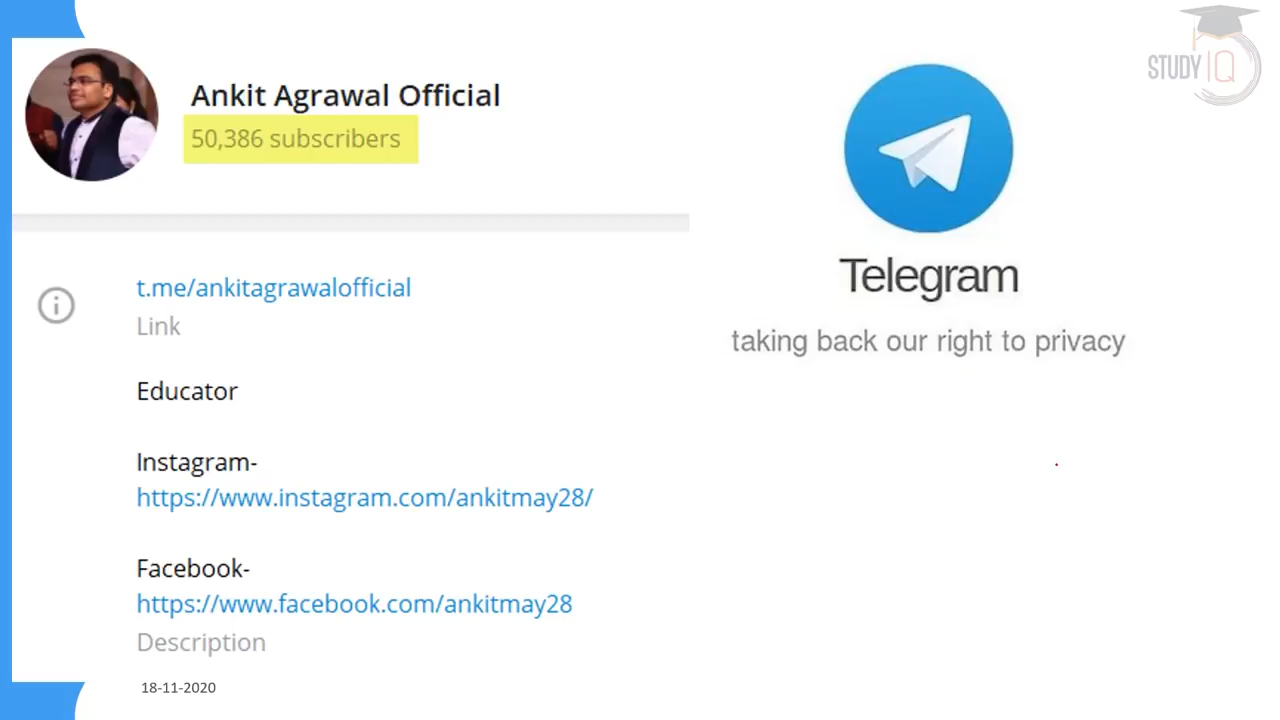 STUDY IQ
Ankit Agrawal Official
50,386 subscribers
t.me/ankitagrawalofficial
Link
Educator
Instagram-
https://www.instagram.com/ankitmay28/
Facebook-
https://www.facebook.com/ankitmay28
Description
18-11-2020
Telegram
taking back our right to privacy